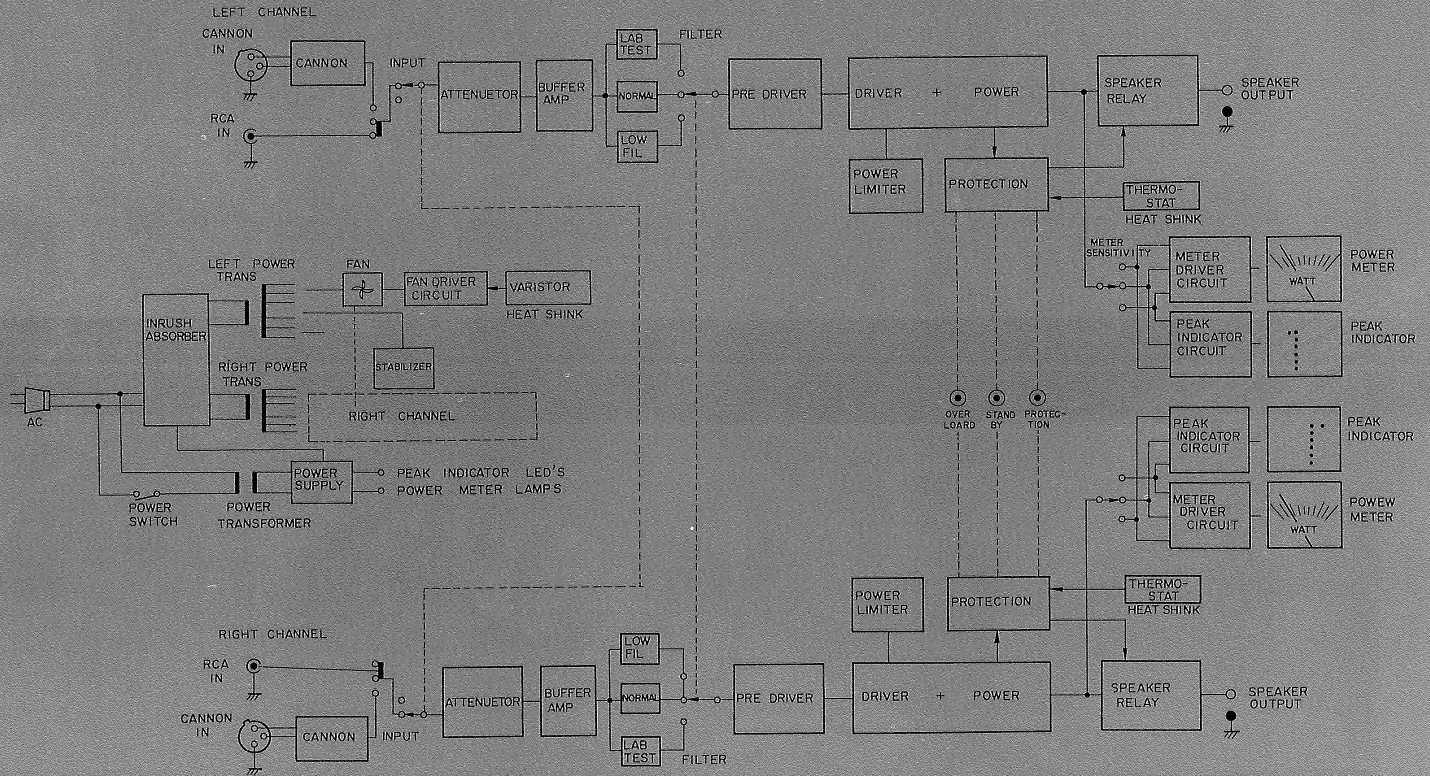 LEFT CHANNEL
CANNON
IN
CANNON
INPUT
RCA
IN
ATTENUETOR
BUFFER
AMP
LAB
TEST
NORMAL
LOW
FIL
FILTER
PRE DRIVER
DRIVER + POWER
POWER
LIMITER
PROTECTION
SPEAKER
RELAY
SPEAKER
OUTPUT
THERMO-
STAT
HEAT SHINK
METER
SENSITIVITY
METER
DRIVER
CIRCUIT
WATT
POWER
METER
PEAK
INDICATOR
CIRCUIT
PEAK
INDICATOR
LEFT POWER
TRANS
FAN
FAN DRIVER
CIRCUIT
VARISTOR
HEAT SHINK
INRUSH
ABSORBER
STABILIZER
RIGHT POWER
TRANS
RIGHT CHANNEL
AC
POWER
SWITCH
POWER
TRANSFORMER
POWER
SUPPLY
PEAK INDICATOR LED'S
POWER METER LAMPS
OVER
LOARD
STAND
BY
PROTEC-
TION
PEAK
INDICATOR
CIRCUIT
PEAK
INDICATOR
METER
DRIVER
CIRCUIT
WATT
POWEW
METER
POWER
LIMITER
PROTECTION
THERMO-
STAT
HEAT SHINK
RIGHT CHANNEL
RCA
IN
CANNON
IN
CANNON
INPUT
ATTENUETOR
BUFFER
AMP
LOW
FIL
NORMAL
LAB
TEST
FILTER
PRE DRIVER
DRIVER + POWER
SPEAKER
RELAY
SPEAKER
OUTPUT